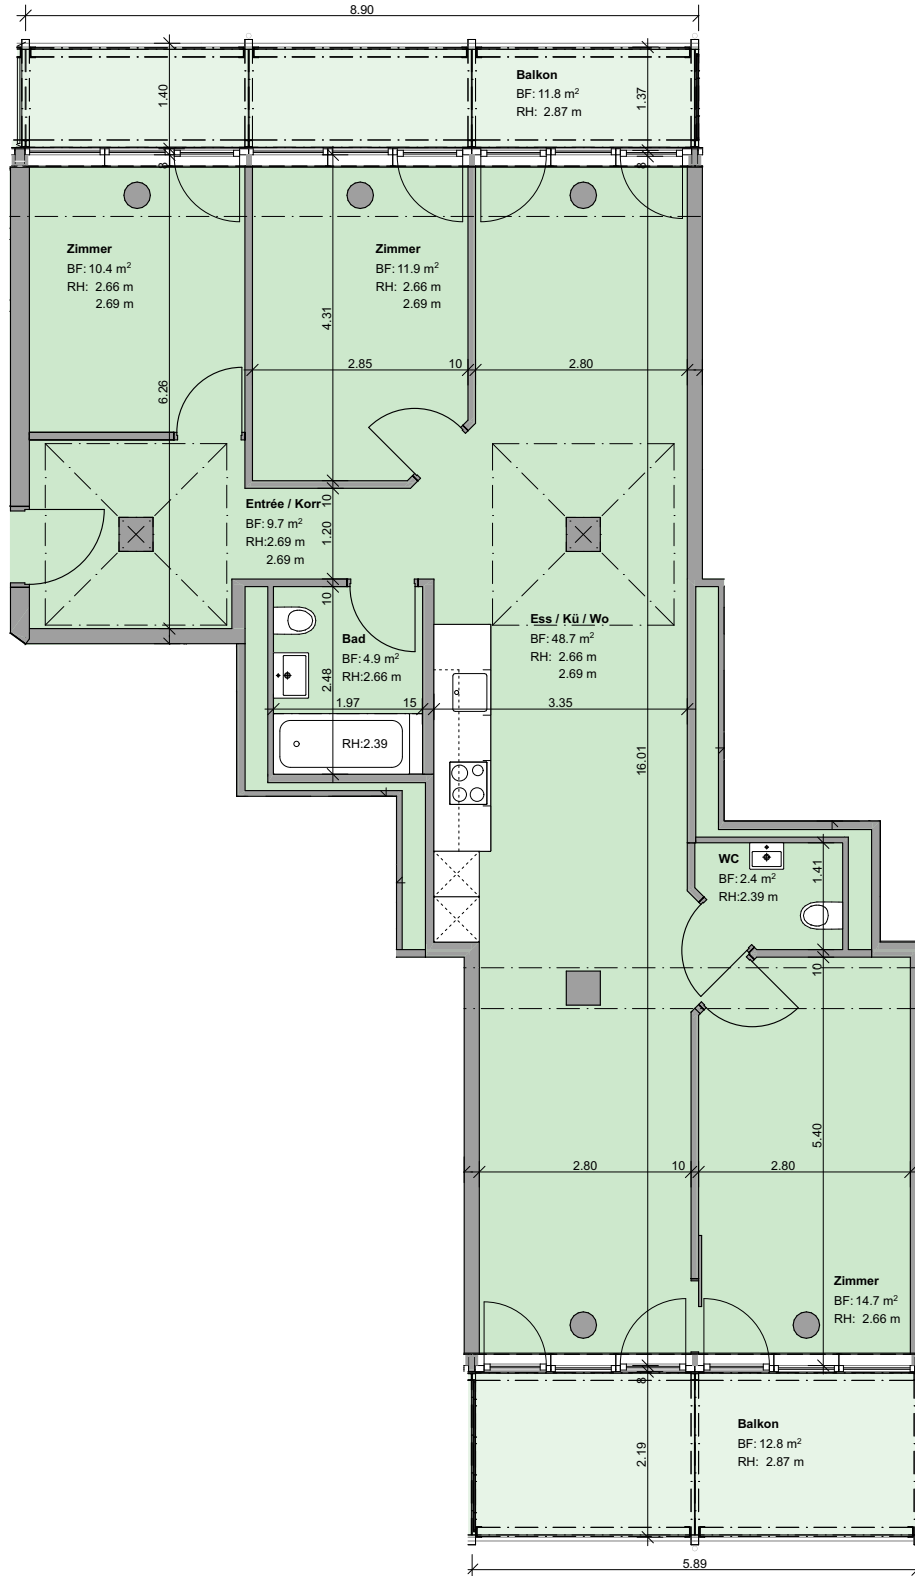 8.90
Balkon
BF: 11.8 m²
RH: 2.87 m
1.40
1.37
8
8
Zimmer
BF: 10.4 m²
RH: 2.66 m
2.69 m
Zimmer
BF: 11.9 m²
RH: 2.66 m
2.69 m
4.31
2.85
10
2.80
6.26
Entrée / Korr
BF: 9.7 m²
RH:2.69 m
2.69 m
10
1.20
10
Bad
BF: 4.9 m²
RH:2.66 m
2.48
1.97
15
RH:2.39
Ess / Kü / Wo
BF: 48.7 m²
RH: 2.66 m
2.69 m
3.35
16.01
WC
BF: 2.4 m²
RH:2.39 m
1.41
10
5.40
2.80
10
2.80
Zimmer
BF: 14.7 m²
RH: 2.66 m
8
Balkon
BF: 12.8 m²
RH: 2.87 m
2.19
5.89